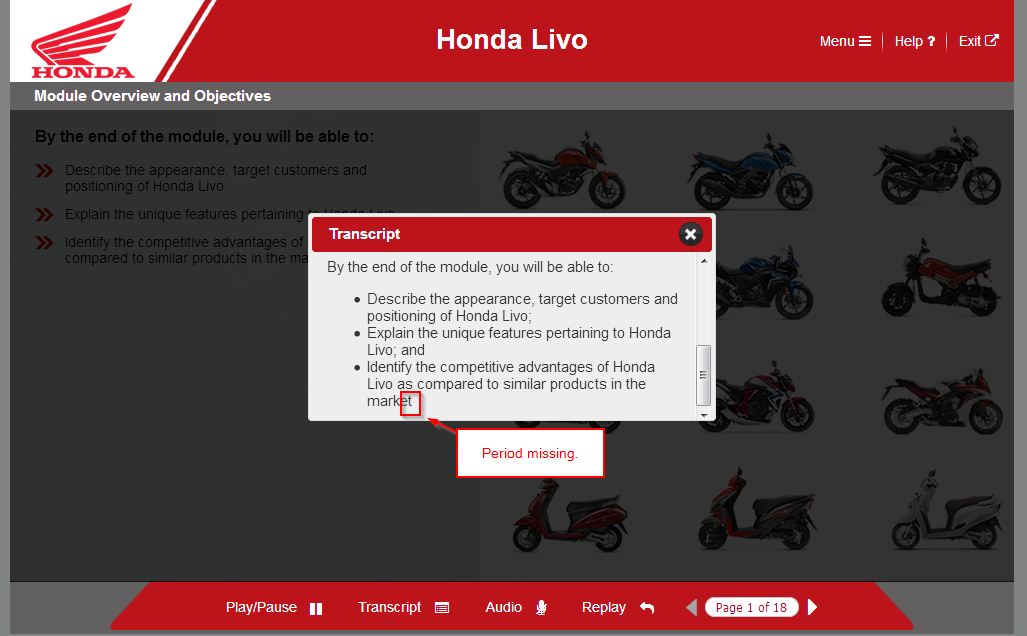 HONDA
Honda Livo
Menu
Help ?
Exit
Module Overview and Objectives
By the end of the module, you will be able to:
Describe the appearance, target customers and
positioning of Honda Livo
Explain the unique features pertaining to Honda Livo
Identify the competitive advantages of
compared to similar products in the ma
Transcript
By the end of the module, you will be able to:
• Describe the appearance, target customers and
positioning of Honda Livo;
• Explain the unique features pertaining to Honda
Livo; and
• Identify the competitive advantages of Honda
Livo as compared to similar products in the
market
Period missing.
Play/Pause
Transcript
Audio
Replay
Page 1 of 18